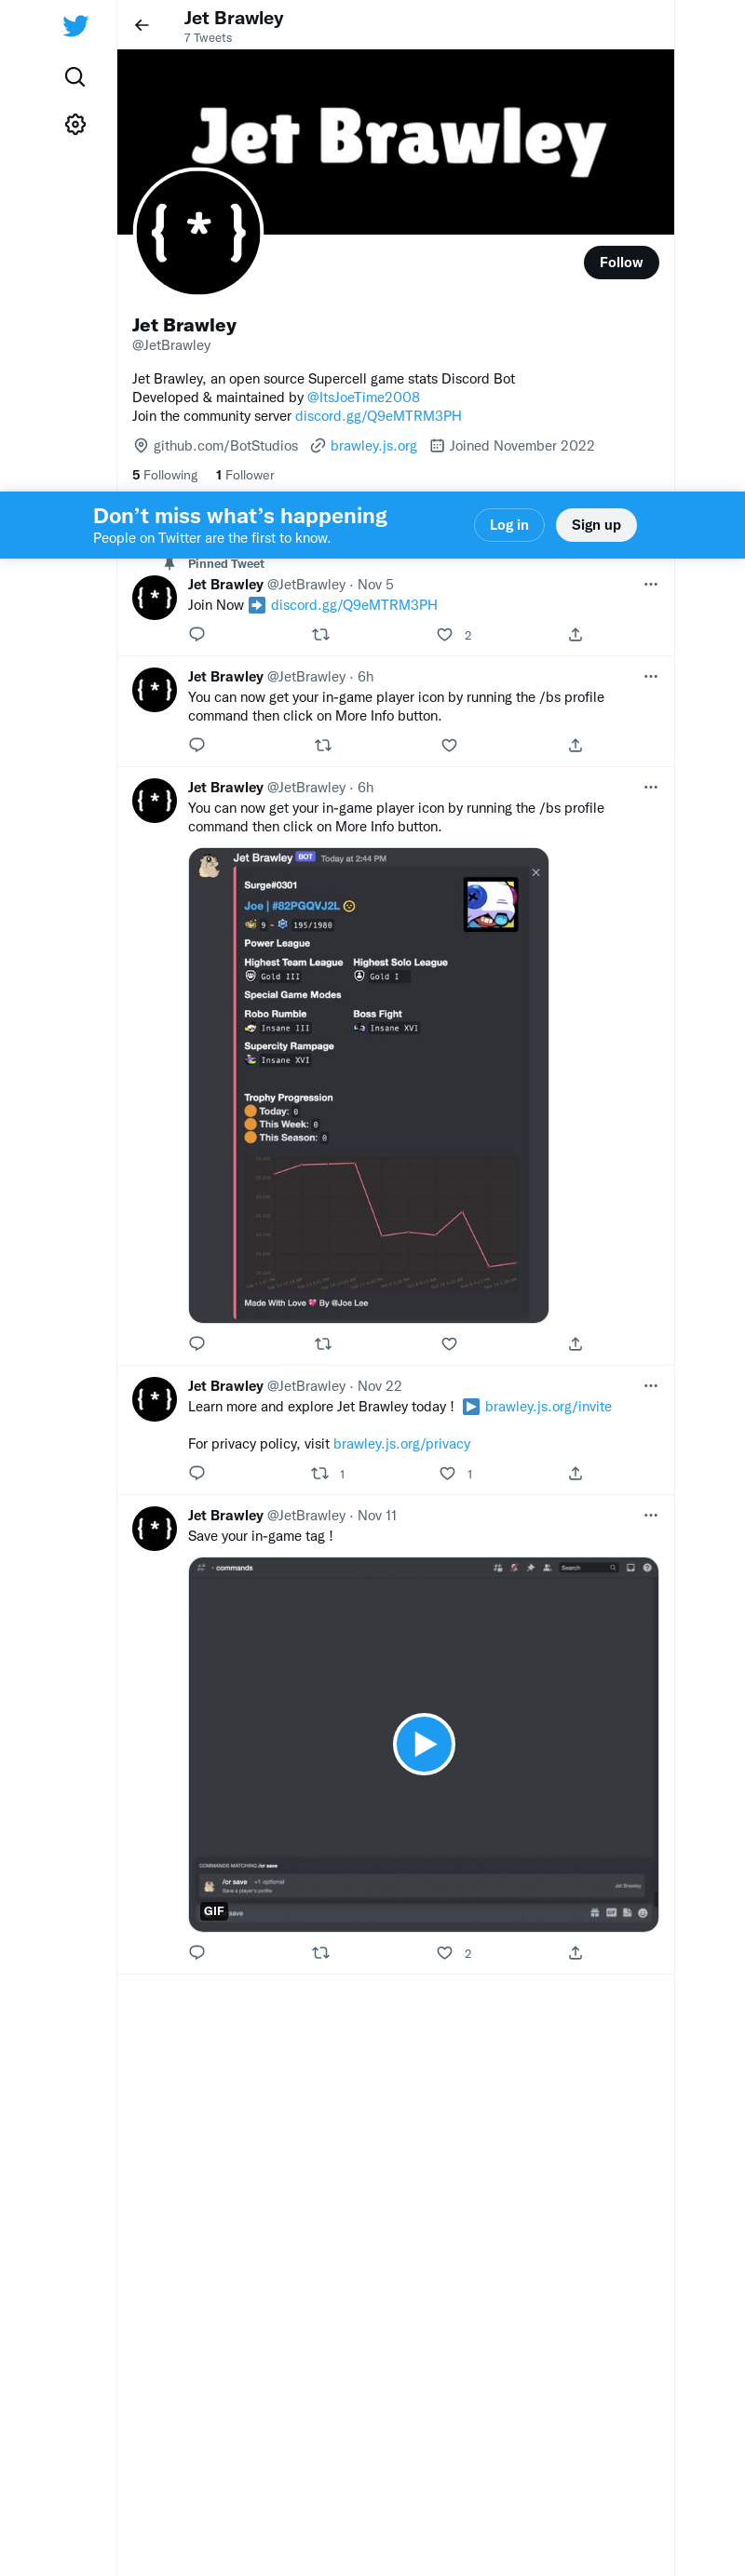 Jet Brawley
7 Tweets
Jet Brawley
{ * }
Follow
Jet Brawley
@JetBrawley
Jet Brawley, an open source Supercell game stats Discord Bot
Developed & maintained by @ItsJoeTime2008
Join the community server discord.gg/Q9eMTRM3PH
github.com/BotStudios brawley.js.org Joined November 2022
5 Following 1 Follower
Don’t miss what’s happening
People on Twitter are the first to know.
Log in Sign up
Pinned Tweet
{ * }
Jet Brawley @JetBrawley · Nov 5
Join Now ➡ discord.gg/Q9eMTRM3PH
2
{ * }
Jet Brawley @JetBrawley · 6h
You can now get your in-game player icon by running the /bs profile
command then click on More Info button.
{ * }
Jet Brawley @JetBrawley · 6h
You can now get your in-game player icon by running the /bs profile
command then click on More Info button.
Jet Brawley BOT Today at 2:44 PM
Surge#0301
Joe | #82PGQVJ2L
9 - 195/1980
Power League
Highest Team League Highest Solo League
Gold III Gold I
Special Game Modes
Robo Rumble Boss Fight
Insane III Insane XVI
Supercity Rampage
Insane XVI
Trophy Progression
Today: 0
This Week: 0
This Season: 0
Made With Love 💖 By @Joe Lee
{ * }
Jet Brawley @JetBrawley · Nov 22
Learn more and explore Jet Brawley today ! ▶ brawley.js.org/invite
For privacy policy, visit brawley.js.org/privacy
1 1
{ * }
Jet Brawley @JetBrawley · Nov 11
Save your in-game tag !
commands Search
COMMANDS MATCHING /cr save
/cr save +1 optional
Save a player's profile
Jet Brawley
GIF save GIF
2